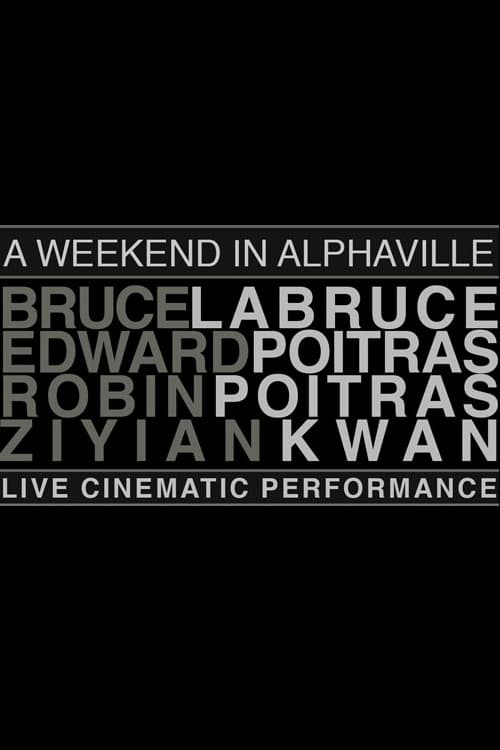 A WEEKEND IN ALPHAVILLE
BRUCELABRUCE
EDWARDPOITRAS
ROBINPOITRAS
ZIYIANKWAN
LIVE CINEMATIC PERFORMANCE